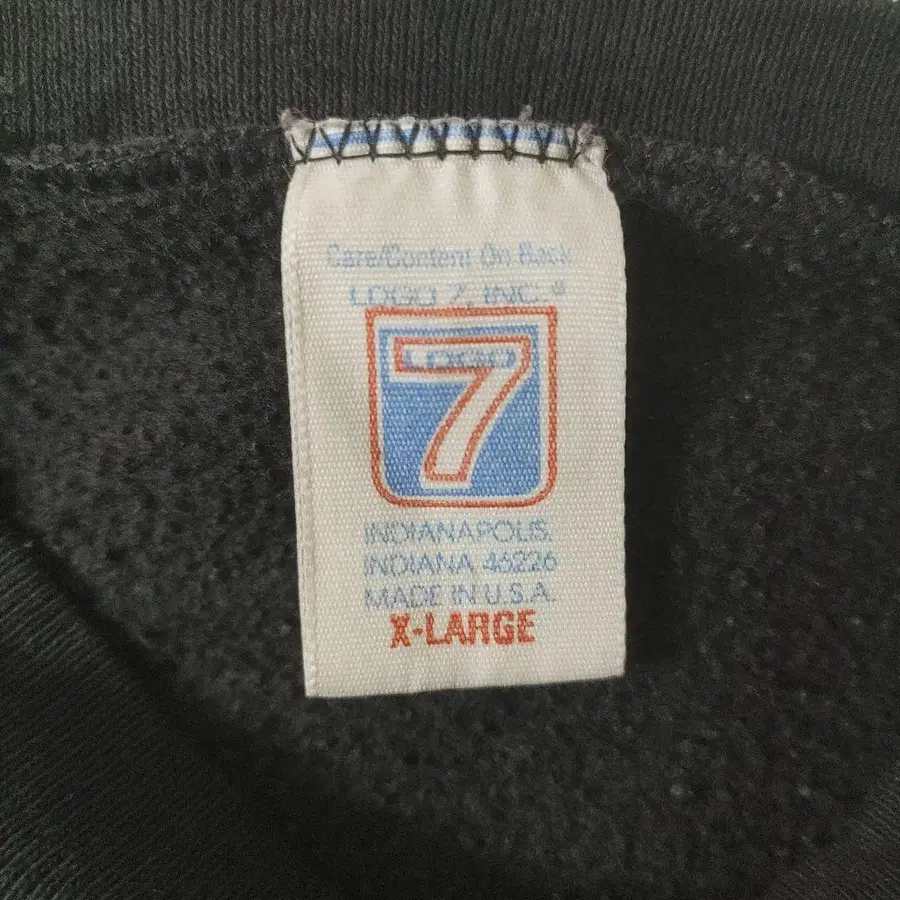 Care/Content On Back
LOGO 7, INC.®
LOGO
7
INDIANAPOLIS,
INDIANA 46226
MADE IN U.S.A.
X-LARGE